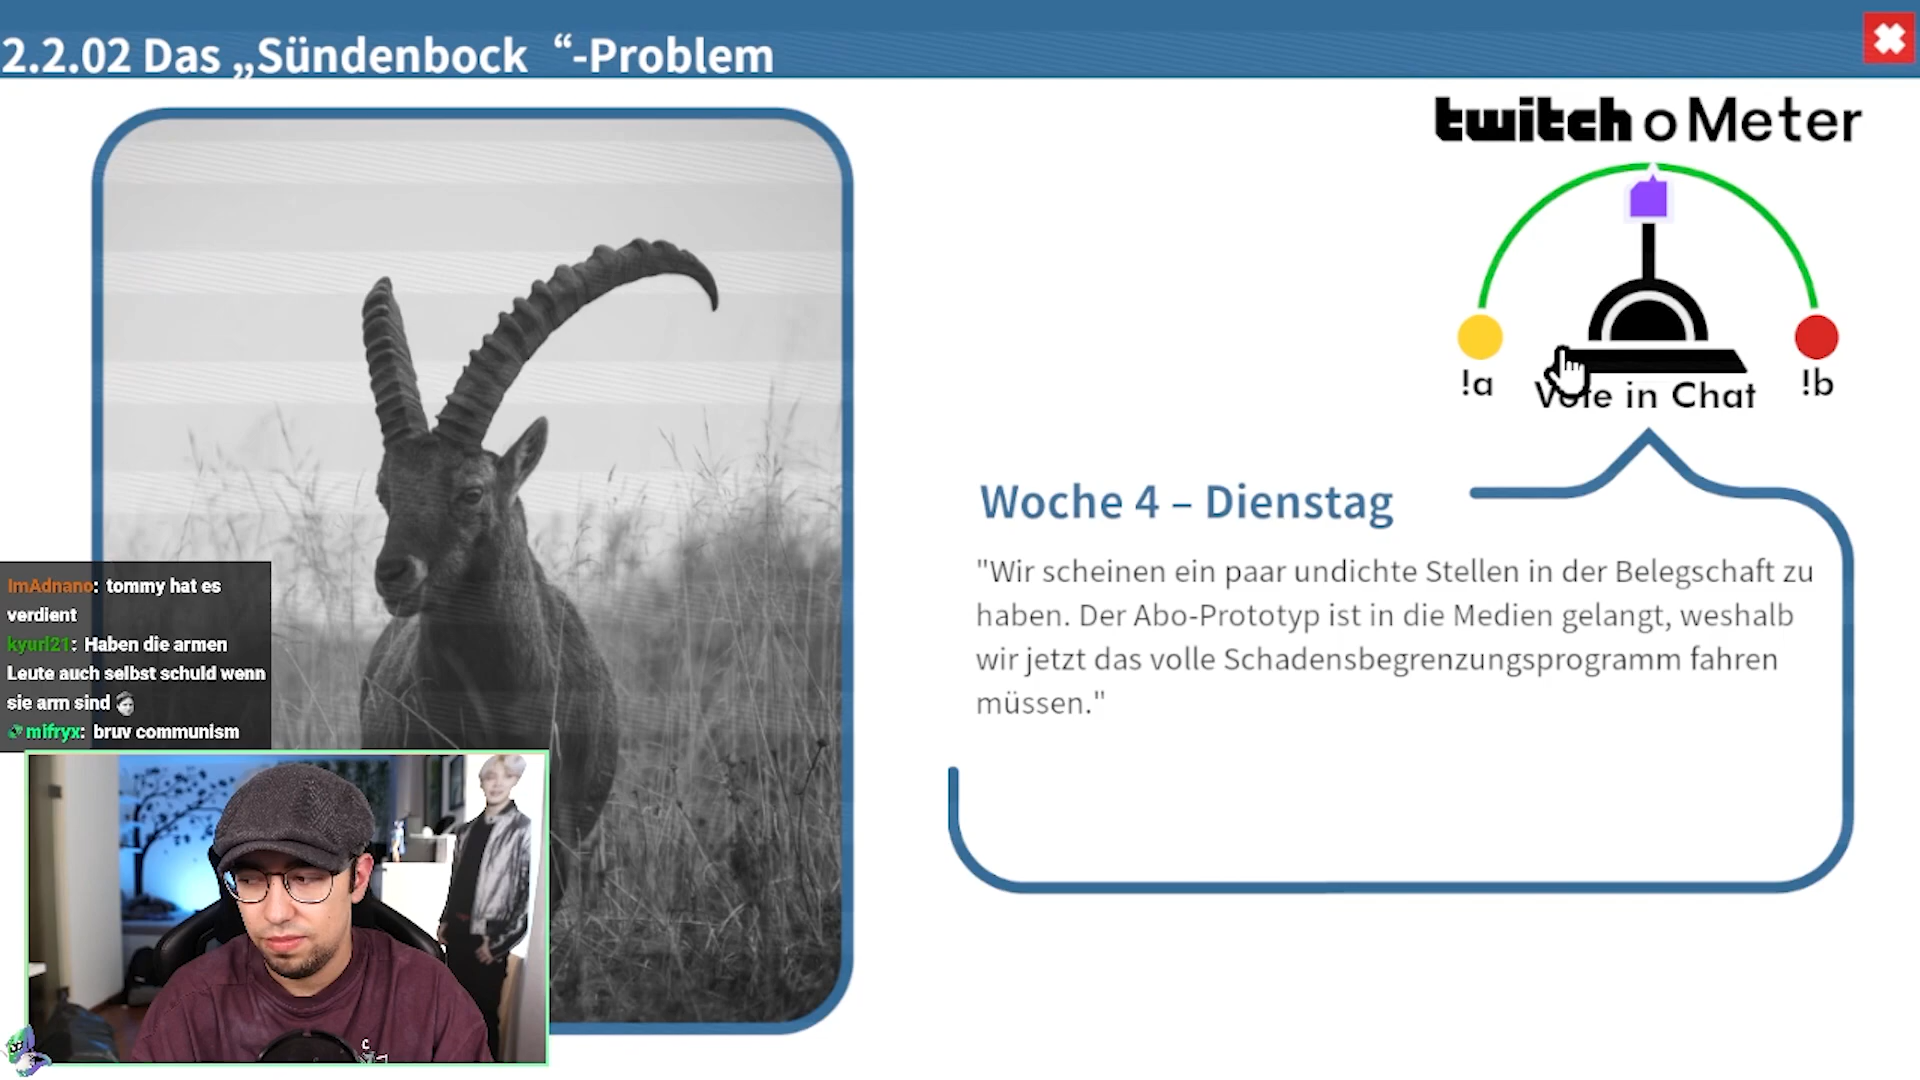 2.2.02 Das „Sündenbock “-Problem
twitch o Meter
!a
Vote in Chat
!b
Woche 4 – Dienstag
"Wir scheinen ein paar undichte Stellen in der Belegschaft zu
haben. Der Abo-Prototyp ist in die Medien gelangt, weshalb
wir jetzt das volle Schadensbegrenzungsprogramm fahren
müssen."
ImAdnano: tommy hat es
verdient
kyuri21: Haben die armen
Leute auch selbst schuld wenn
sie arm sind
mifryx: bruv communism